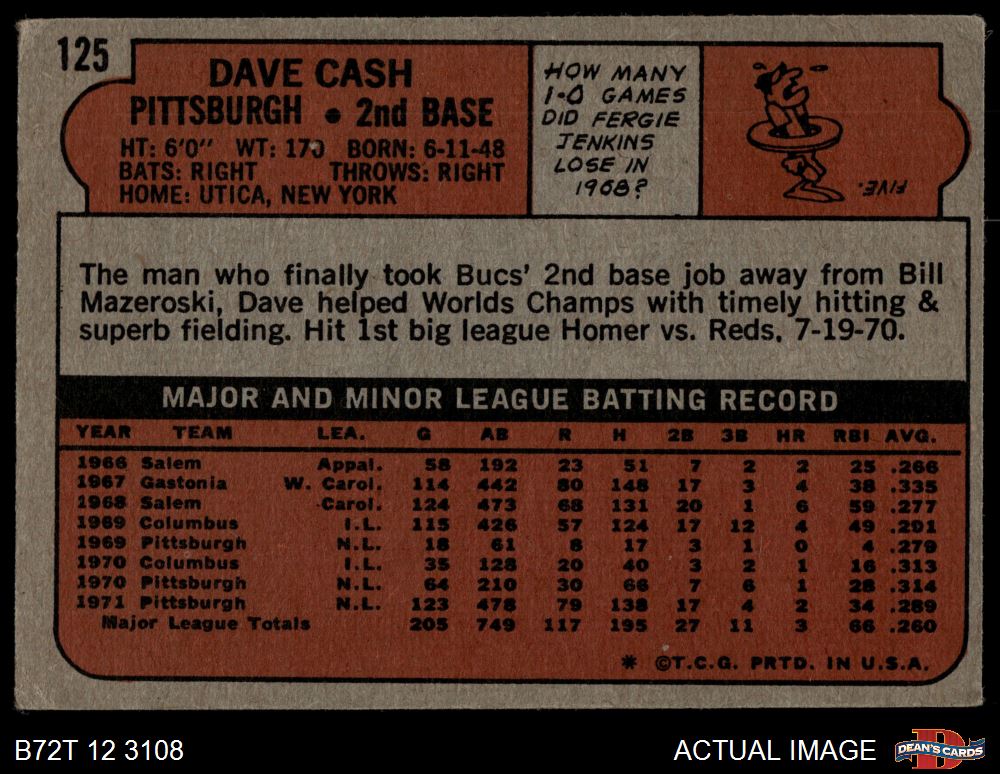 125
DAVE CASH
PITTSBURGH • 2nd BASE
HT: 6'0" WT: 170 BORN: 6-11-48
BATS: RIGHT THROWS: RIGHT
HOME: UTICA, NEW YORK
HOW MANY
1-0 GAMES
DID FERGIE
JENKINS
LOSE IN
1968?
FIVE.
The man who finally took Bucs' 2nd base job away from Bill
Mazeroski, Dave helped Worlds Champs with timely hitting &
superb fielding. Hit 1st big league Homer vs. Reds, 7-19-70.
MAJOR AND MINOR LEAGUE BATTING RECORD
YEAR TEAM LEA. G AB R H 2B 3B HR RBI AVG.
1966 Salem Appal. 58 192 23 51 7 2 2 25 .266
1967 Gastonia W. Carol. 114 442 80 148 17 3 4 38 .335
1968 Salem Carol. 124 473 68 131 20 1 6 59 .277
1969 Columbus I.L. 115 426 57 124 17 12 4 49 .291
1969 Pittsburgh N.L. 18 61 8 17 3 1 0 4 .279
1970 Columbus I.L. 35 128 20 40 3 2 1 16 .313
1970 Pittsburgh N.L. 64 210 30 66 7 6 1 28 .314
1971 Pittsburgh N.L. 123 478 79 138 17 4 2 34 .289
Major League Totals 205 749 117 195 27 11 3 66 .260
* ©T.C.G. PRTD. IN U.S.A.
B72T 12 3108
ACTUAL IMAGE
DEAN'S CARDS